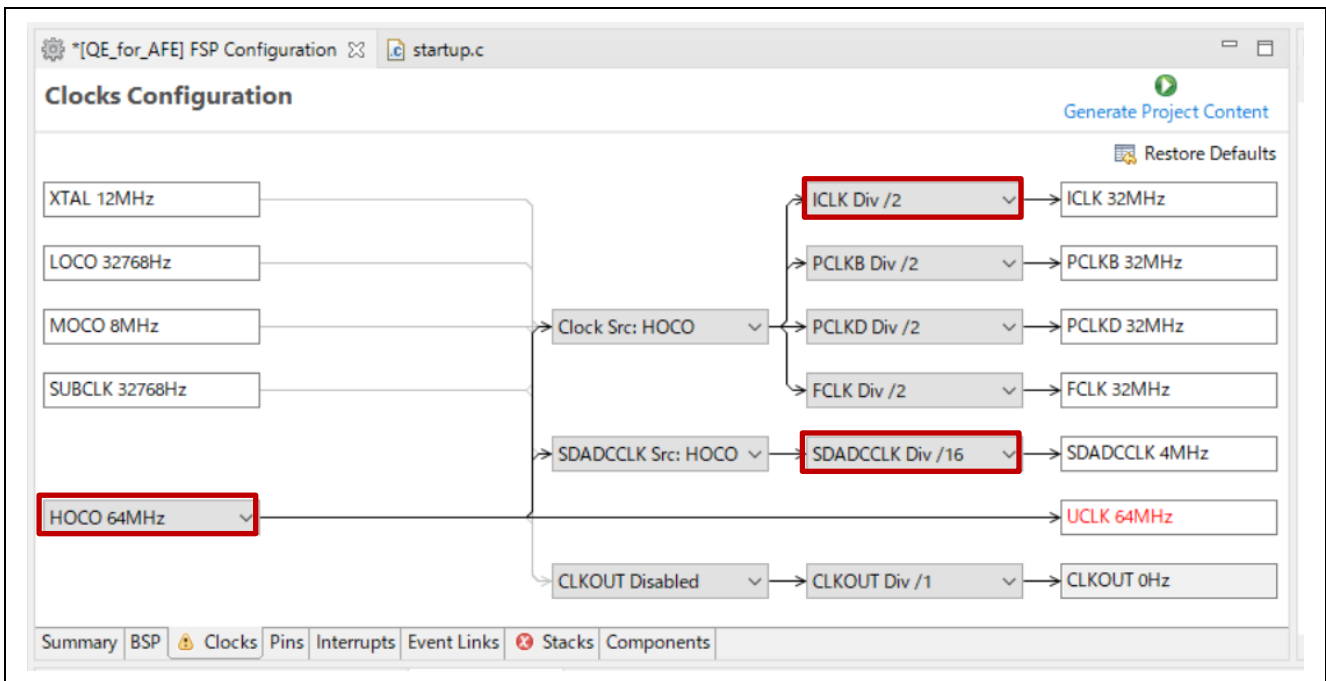 *[QE_for_AFE] FSP Configuration startup.c
Clocks Configuration
Generate Project Content
Restore Defaults
XTAL 12MHz ICLK Div /2 ICLK 32MHz
LOCO 32768Hz PCLKB Div /2 PCLKB 32MHz
MOCO 8MHz Clock Src: HOCO PCLKD Div /2 PCLKD 32MHz
SUBCLK 32768Hz FCLK Div /2 FCLK 32MHz
SDADCCLK Src: HOCO SDADCCLK Div /16 SDADCCLK 4MHz
HOCO 64MHz UCLK 64MHz
CLKOUT Disabled CLKOUT Div /1 CLKOUT 0Hz
Summary BSP Clocks Pins Interrupts Event Links Stacks Components